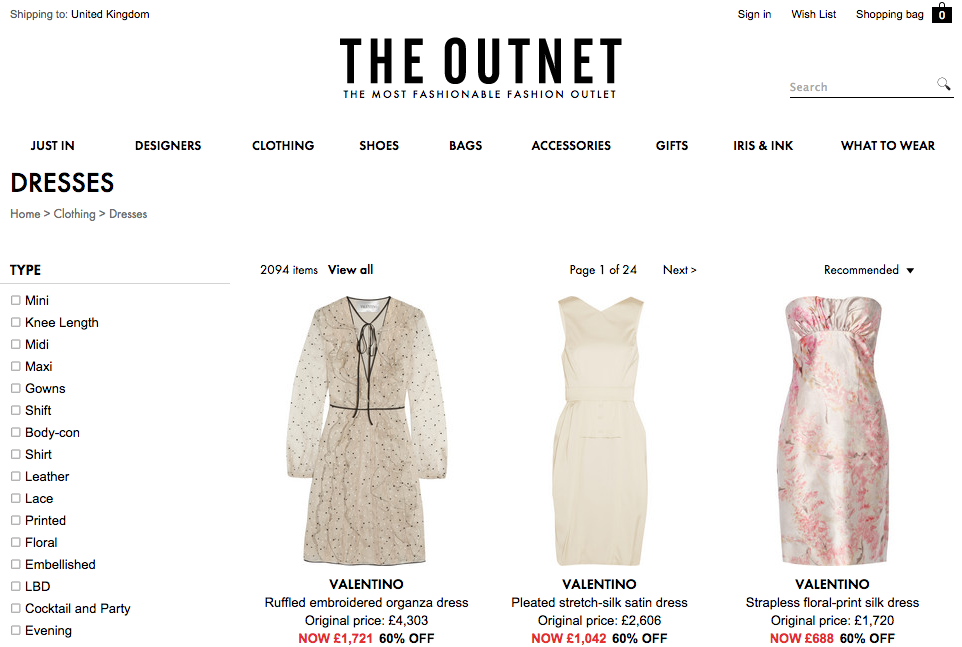 Shipping to: United Kingdom
Sign in Wish List Shopping bag 0
THE OUTNET
THE MOST FASHIONABLE FASHION OUTLET
Search
JUST IN DESIGNERS CLOTHING SHOES BAGS ACCESSORIES GIFTS IRIS & INK WHAT TO WEAR
DRESSES
Home > Clothing > Dresses
TYPE
Mini
Knee Length
Midi
Maxi
Gowns
Shift
Body-con
Shirt
Leather
Lace
Printed
Floral
Embellished
LBD
Cocktail and Party
Evening
2094 items View all
Page 1 of 24 Next >
Recommended
VALENTINO
Ruffled embroidered organza dress
Original price: £4,303
NOW £1,721 60% OFF
VALENTINO
Pleated stretch-silk satin dress
Original price: £2,606
NOW £1,042 60% OFF
VALENTINO
Strapless floral-print silk dress
Original price: £1,720
NOW £688 60% OFF